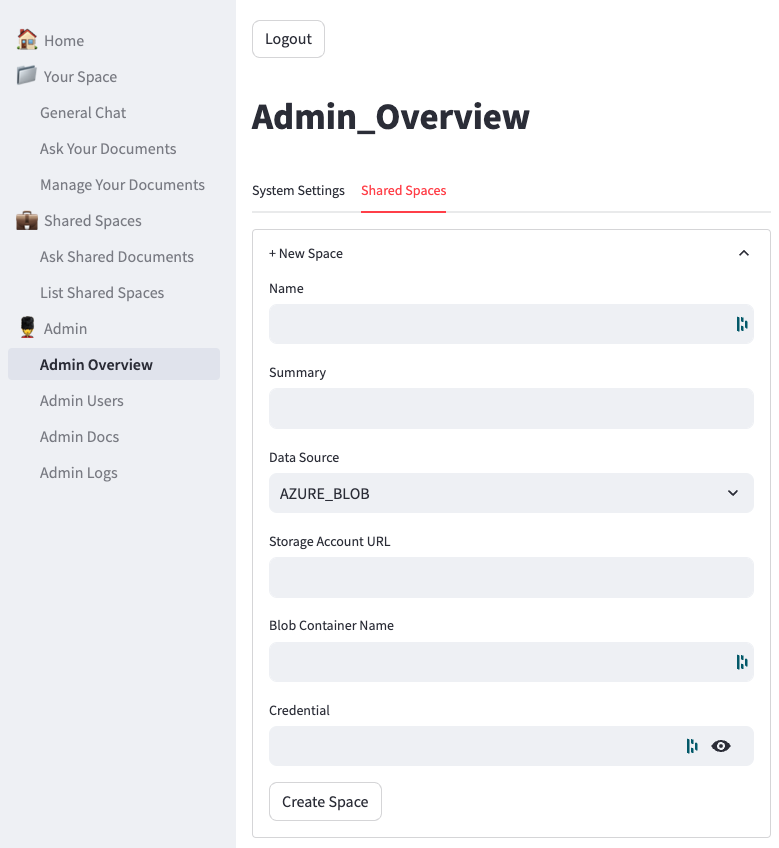 Home
Your Space
General Chat
Ask Your Documents
Manage Your Documents
Shared Spaces
Ask Shared Documents
List Shared Spaces
Admin
Admin Overview
Admin Users
Admin Docs
Admin Logs
Logout
Admin_Overview
System Settings Shared Spaces
+ New Space
Name
Summary
Data Source
AZURE_BLOB
Storage Account URL
Blob Container Name
Credential
Create Space